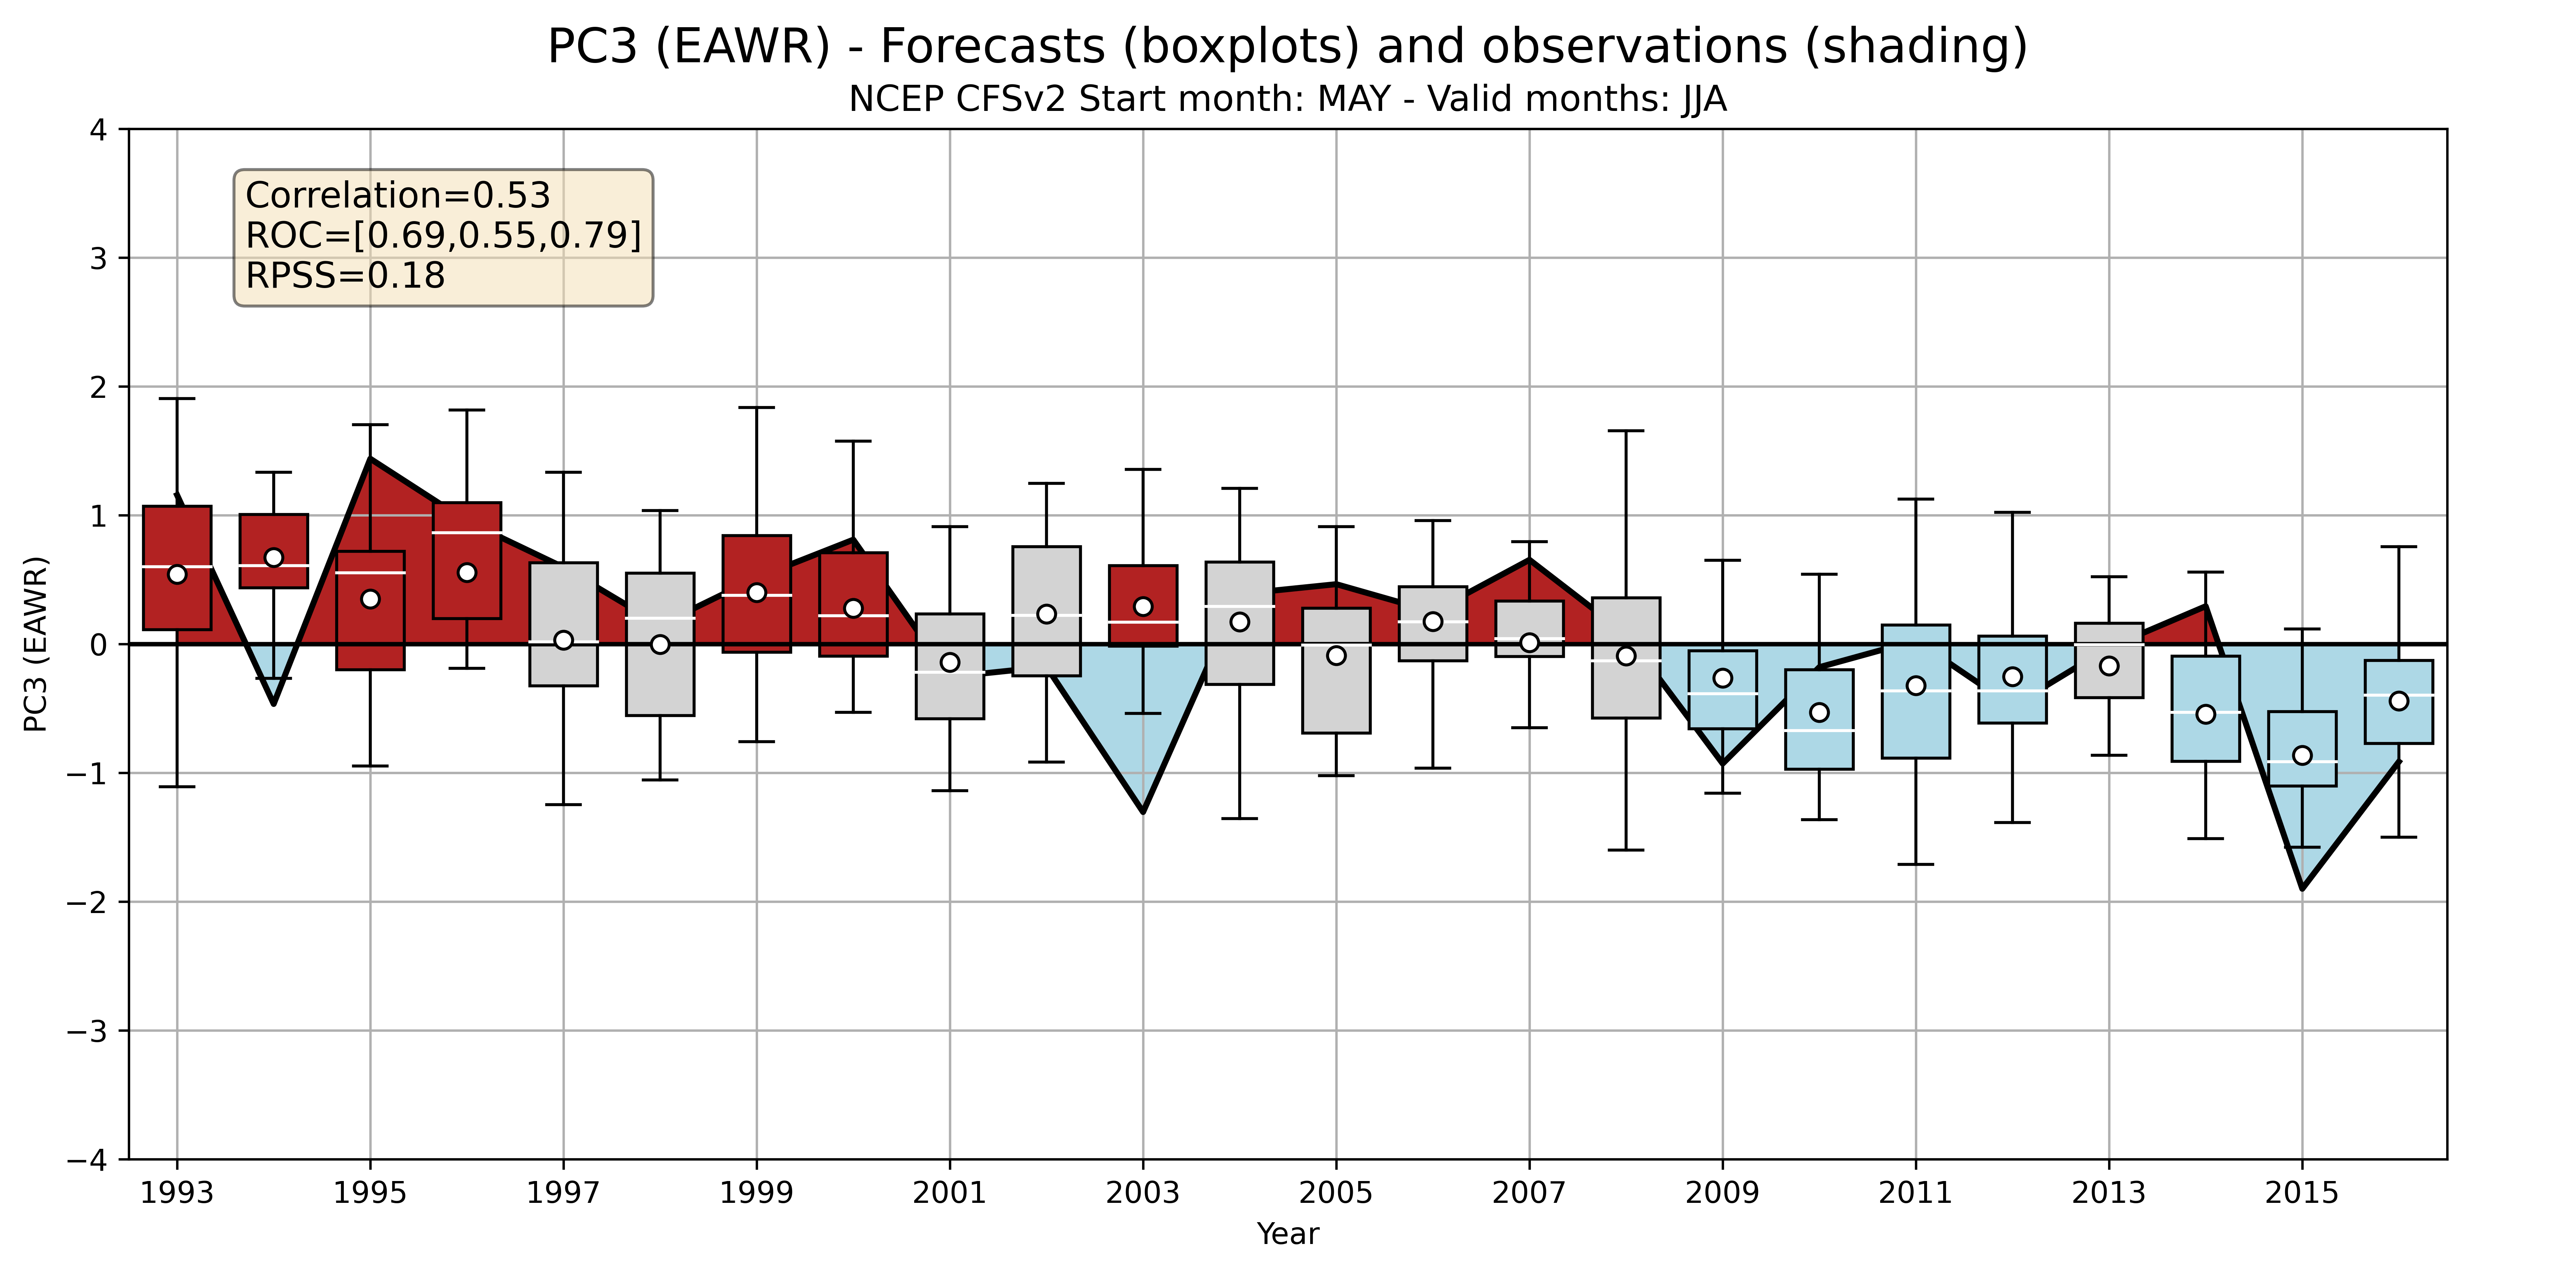 PC3 (EAWR) - Forecasts (boxplots) and observations (shading)
NCEP CFSv2 Start month: MAY - Valid months: JJA
Correlation=0.53
ROC=[0.69,0.55,0.79]
RPSS=0.18
PC3 (EAWR)
4
3
2
1
0
−1
−2
−3
−4
1993 1995 1997 1999 2001 2003 2005 2007 2009 2011 2013 2015
Year